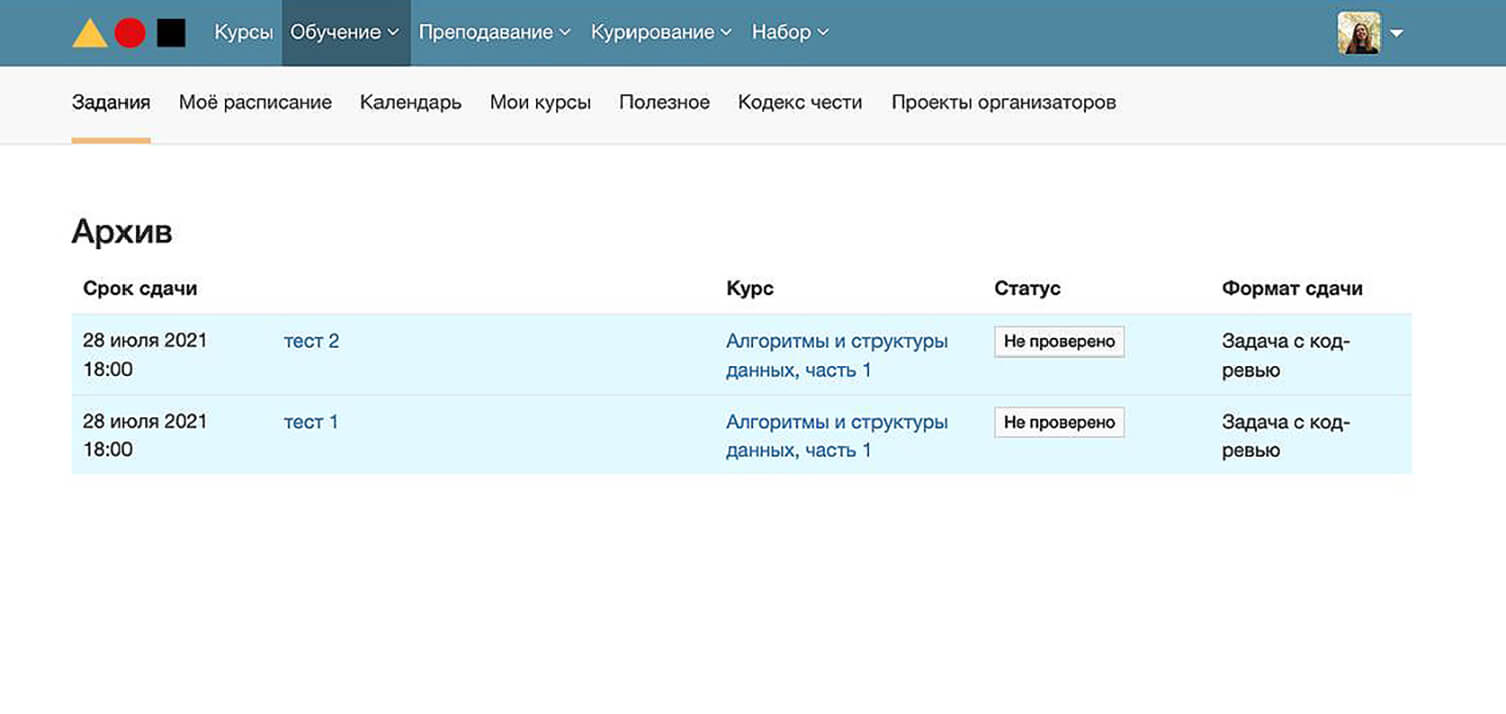 Курсы Обучение Преподавание Курирование Набор
Задания Моё расписание Календарь Мои курсы Полезное Кодекс чести Проекты организаторов
Архив
Срок сдачи Курс Статус Формат сдачи
28 июля 2021 тест 2 Алгоритмы и структуры Не проверено Задача с код-
18:00 данных, часть 1 ревью
28 июля 2021 тест 1 Алгоритмы и структуры Не проверено Задача с код-
18:00 данных, часть 1 ревью